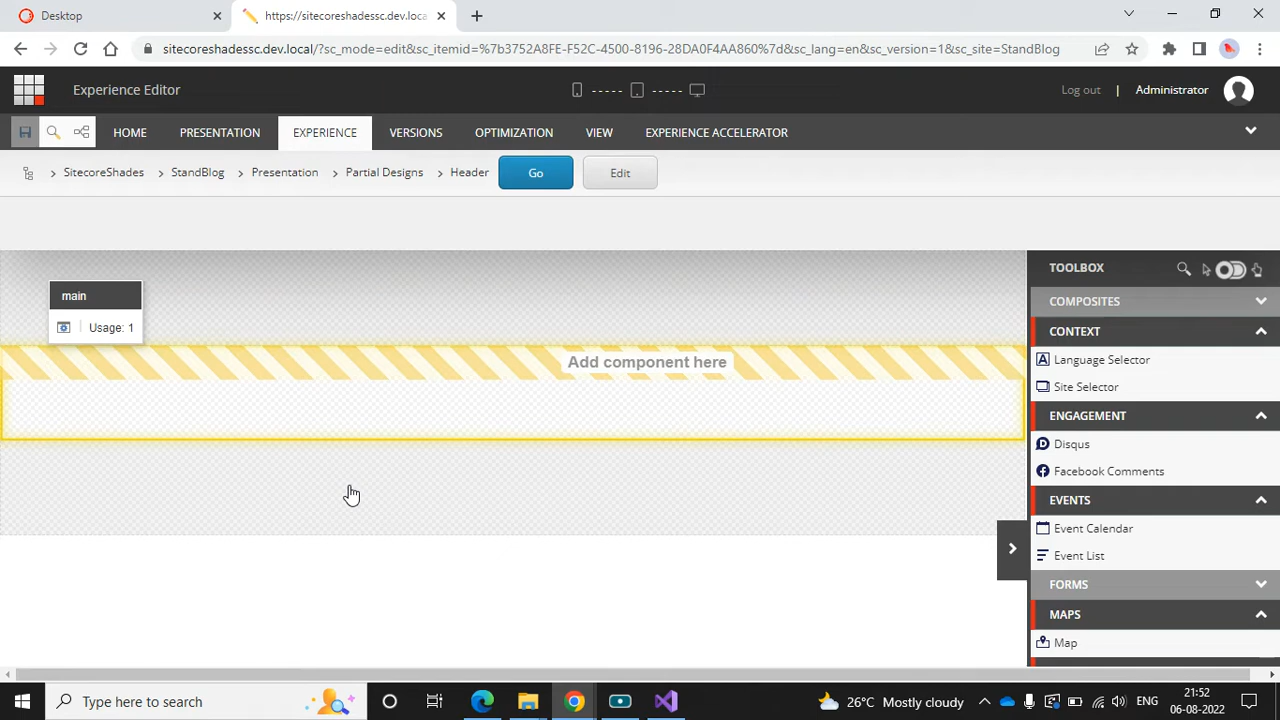 Desktop
https://sitecoreshadessc.dev.loca
sitecoreshadessc.dev.local/?sc_mode=edit&sc_itemid=%7b3752A8FE-F52C-4500-8196-28DA0F4AA860%7d&sc_lang=en&sc_version=1&sc_site=StandBlog
Experience Editor
Log out | Administrator
HOME PRESENTATION EXPERIENCE VERSIONS OPTIMIZATION VIEW EXPERIENCE ACCELERATOR
SitecoreShades StandBlog Presentation Partial Designs Header Go Edit
main
Usage: 1
Add component here
TOOLBOX
COMPOSITES
CONTEXT
Language Selector
Site Selector
ENGAGEMENT
Disqus
Facebook Comments
EVENTS
Event Calendar
Event List
FORMS
MAPS
Map
Type here to search
26°C Mostly cloudy
ENG
21:52
06-08-2022